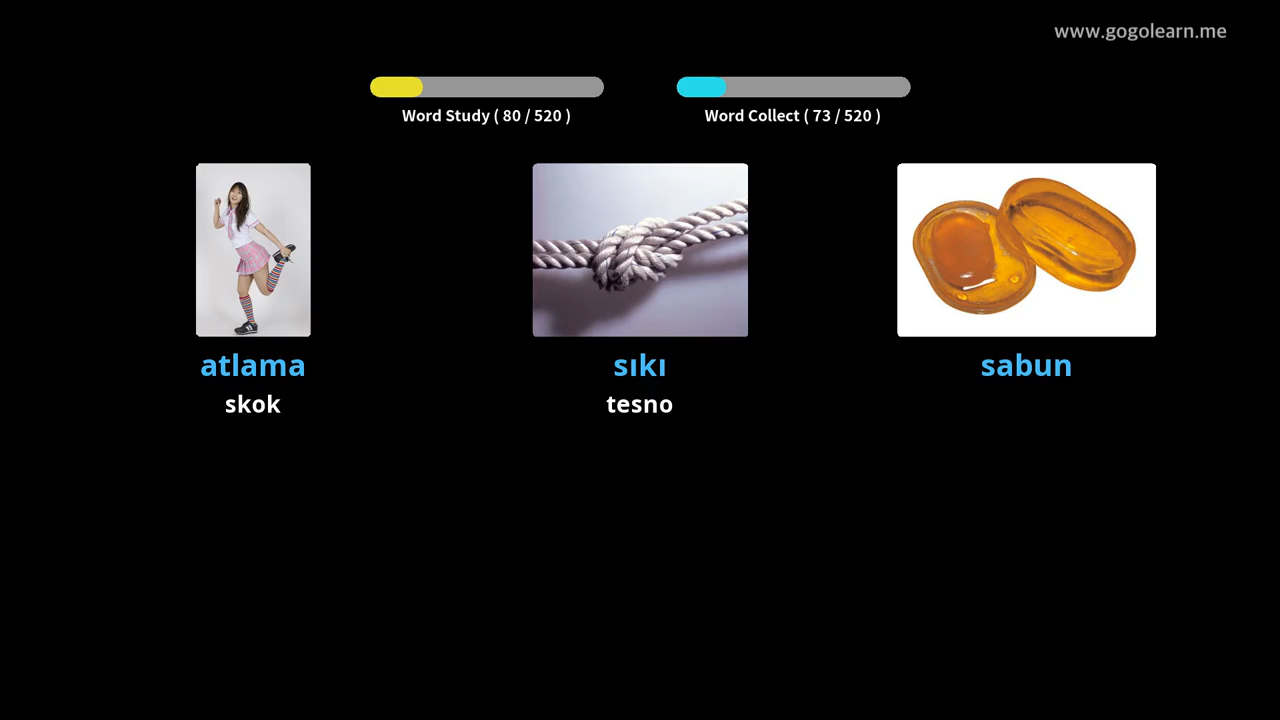 www.gogolearn.me
Word Study ( 80 / 520 )
Word Collect ( 73 / 520 )
atlama
skok
sıkı
tesno
sabun